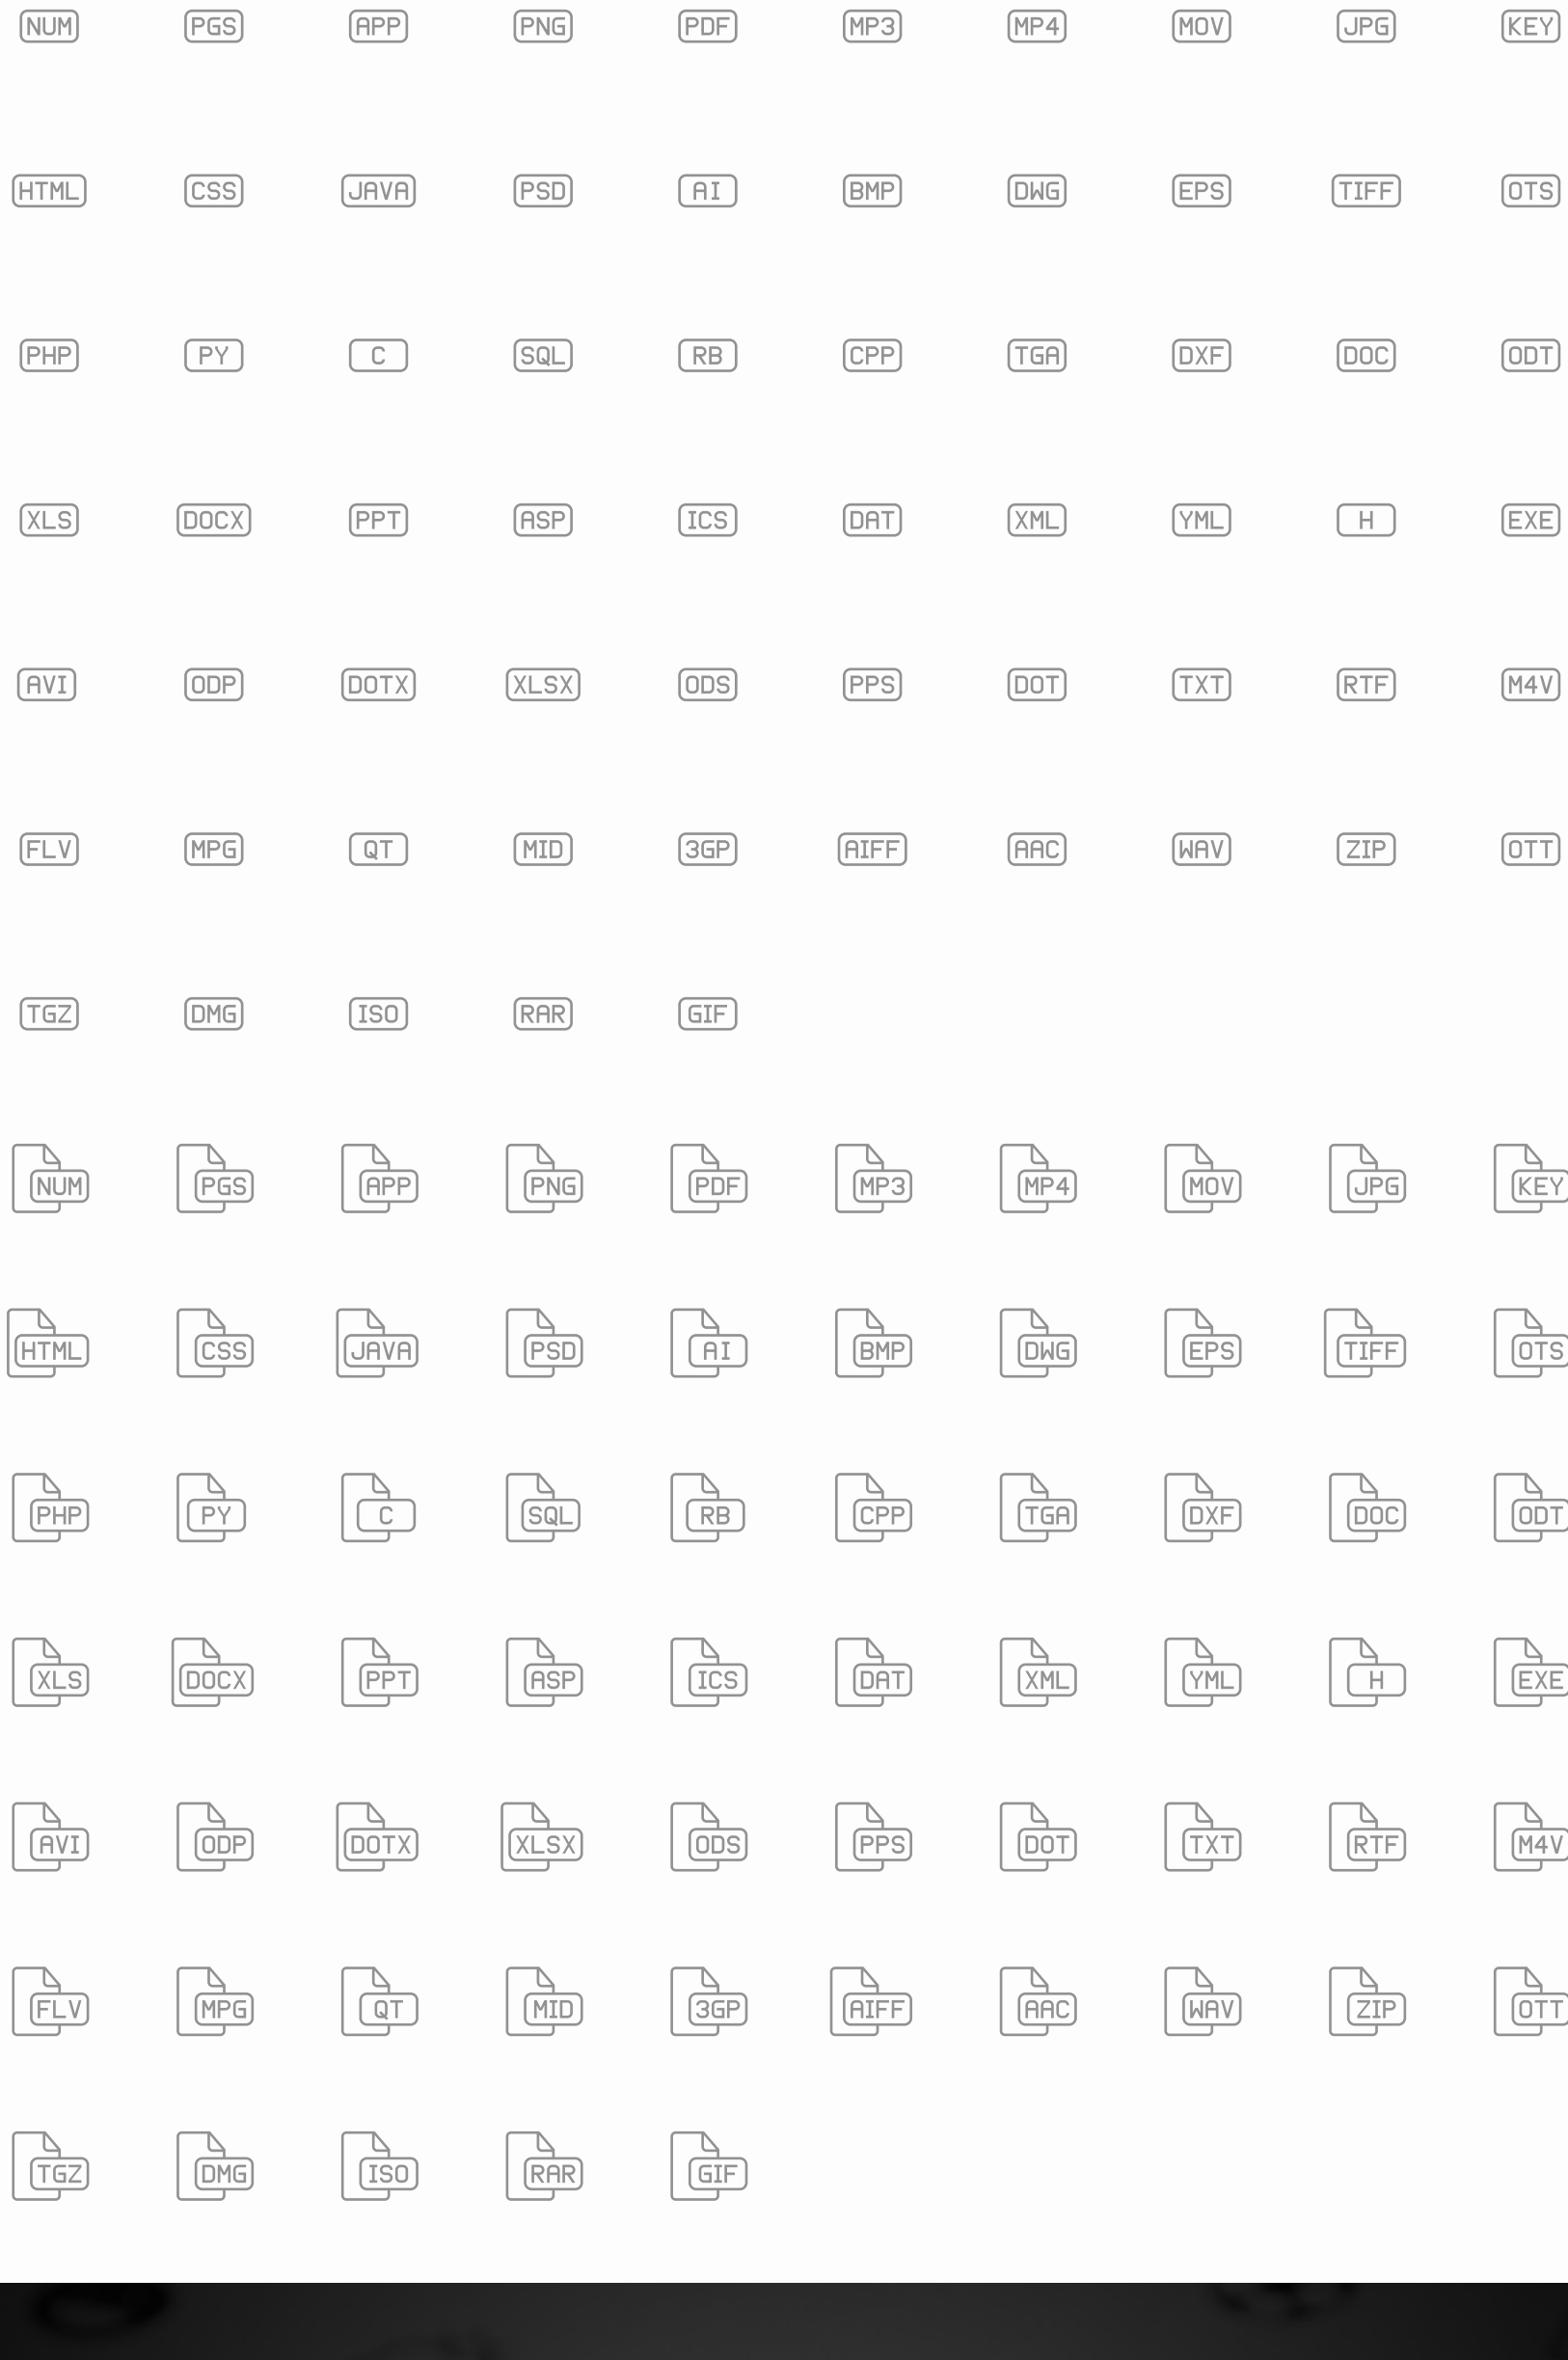 NUM PGS APP PNG PDF MP3 MP4 MOV JPG KEY
HTML CSS JAVA PSD AI BMP DWG EPS TIFF OTS
PHP PY C SQL RB CPP TGA DXF DOC ODT
XLS DOCX PPT ASP ICS DAT XML YML H EXE
AVI ODP DOTX XLSX ODS PPS DOT TXT RTF M4V
FLV MPG QT MID 3GP AIFF AAC WAV ZIP OTT
TGZ DMG ISO RAR GIF
NUM PGS APP PNG PDF MP3 MP4 MOV JPG KEY
HTML CSS JAVA PSD AI BMP DWG EPS TIFF OTS
PHP PY C SQL RB CPP TGA DXF DOC ODT
XLS DOCX PPT ASP ICS DAT XML YML H EXE
AVI ODP DOTX XLSX ODS PPS DOT TXT RTF M4V
FLV MPG QT MID 3GP AIFF AAC WAV ZIP OTT
TGZ DMG ISO RAR GIF